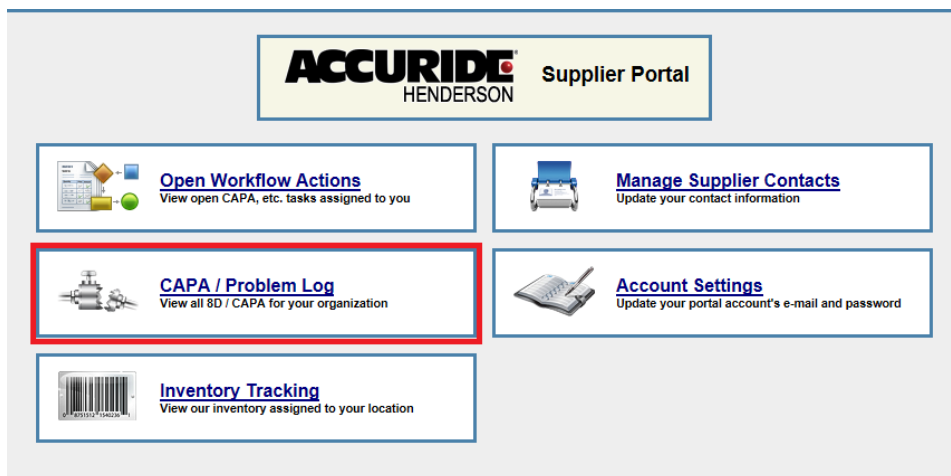 ACCURIDE
HENDERSON
Supplier Portal
Open Workflow Actions
View open CAPA, etc. tasks assigned to you
Manage Supplier Contacts
Update your contact information
CAPA / Problem Log
View all 8D / CAPA for your organization
Account Settings
Update your portal account's e-mail and password
Inventory Tracking
View our inventory assigned to your location